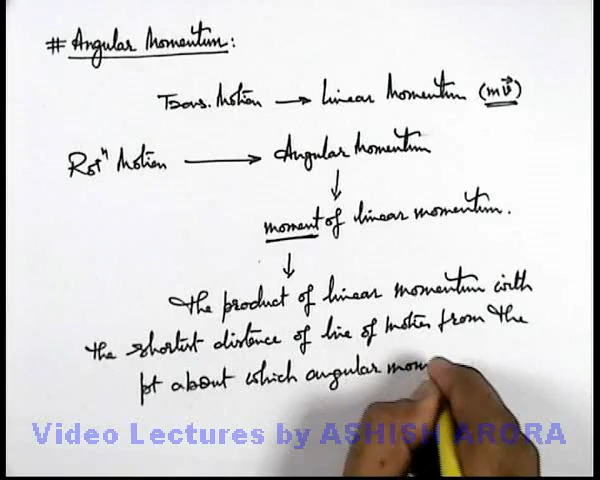 # Angular Momentum:
Trans. Motion → linear Momentum (mv⃗)
Rotⁿ Motion → Angular Momentum
↓
moment of linear momentum.
↓
The product of linear momentum with
the shortest distance of line of motion from the
pt about which angular mom
Video Lectures by ASHISH ARORA